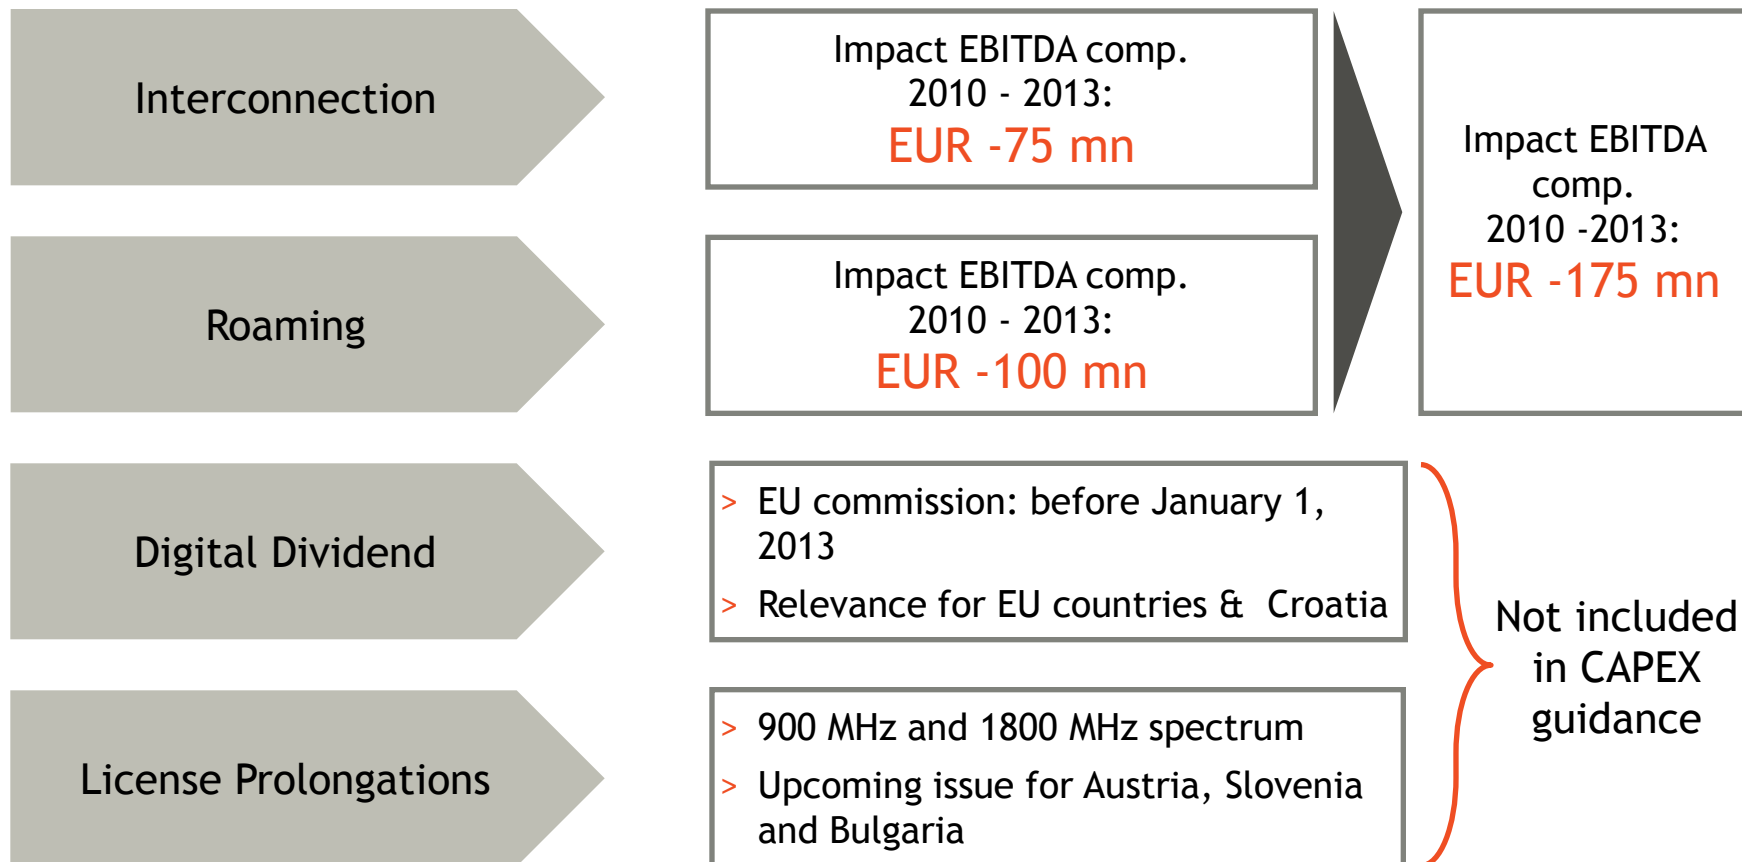 Interconnection
Impact EBITDA comp.
2010 - 2013:
EUR -75 mn
Roaming
Impact EBITDA comp.
2010 - 2013:
EUR -100 mn
Impact EBITDA
comp.
2010 -2013:
EUR -175 mn
Digital Dividend
> EU commission: before January 1,
2013
> Relevance for EU countries & Croatia
License Prolongations
> 900 MHz and 1800 MHz spectrum
> Upcoming issue for Austria, Slovenia
and Bulgaria
Not included
in CAPEX
guidance